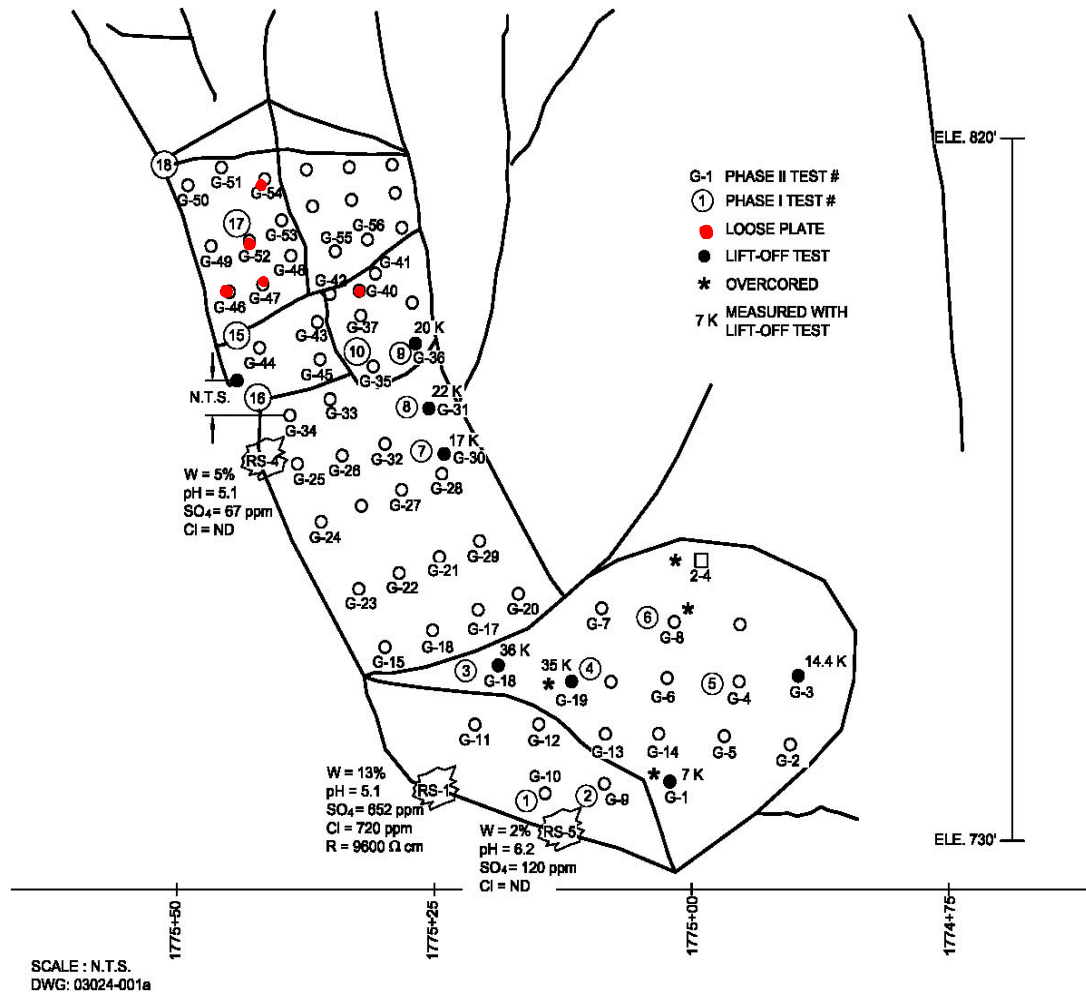 ELE. 820'
18
G-51
G-54
G-50
17
G-53
G-56
G-55
G-52
G-49
G-48
G-41
G-42
G-40
G-47
G-46
G-37
G-43
20 K
15
G-44
10
9
G-36
G-45
G-35
N.T.S.
16
22 K
8
G-31
G-33
G-34
17 K
7
G-30
G-32
RS-4
G-26
G-25
G-28
W = 5%
pH = 5.1
SO₄ = 67 ppm
Cl = ND
G-27
G-24
G-29
G-21
G-22
G-23
G-20
G-17
G-18
G-15
G-1 PHASE II TEST #
1 PHASE I TEST #
LOOSE PLATE
LIFT-OFF TEST
* OVERCORED
7 K MEASURED WITH
LIFT-OFF TEST
*
2-4
*
6
G-7
G-8
36 K
3
G-18
35 K
4
*
G-19
G-6
5
G-4
14.4 K
G-3
G-11
G-12
G-13
G-14
G-5
G-2
*
7 K
G-1
G-10
1
2
G-9
RS-1
W = 13%
pH = 5.1
SO₄ = 652 ppm
Cl = 720 ppm
R = 9600 Ω cm
RS-5
W = 2%
pH = 6.2
SO₄ = 120 ppm
Cl = ND
ELE. 730'
1775+50
1775+25
1775+00
1774+75
SCALE : N.T.S.
DWG: 03024-001a